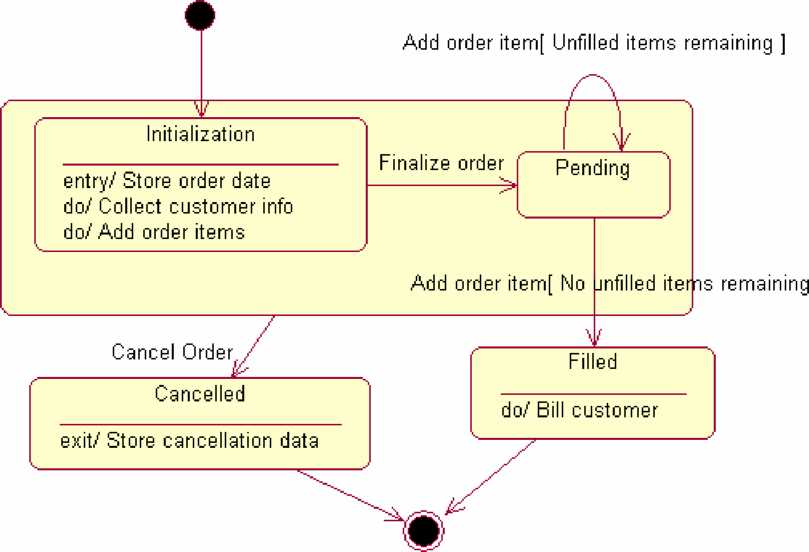 Add order item[ Unfilled items remaining ]
Initialization
entry/ Store order date
do/ Collect customer info
do/ Add order items
Finalize order
Pending
Add order item[ No unfilled items remaining
Cancel Order
Cancelled
exit/ Store cancellation data
Filled
do/ Bill customer